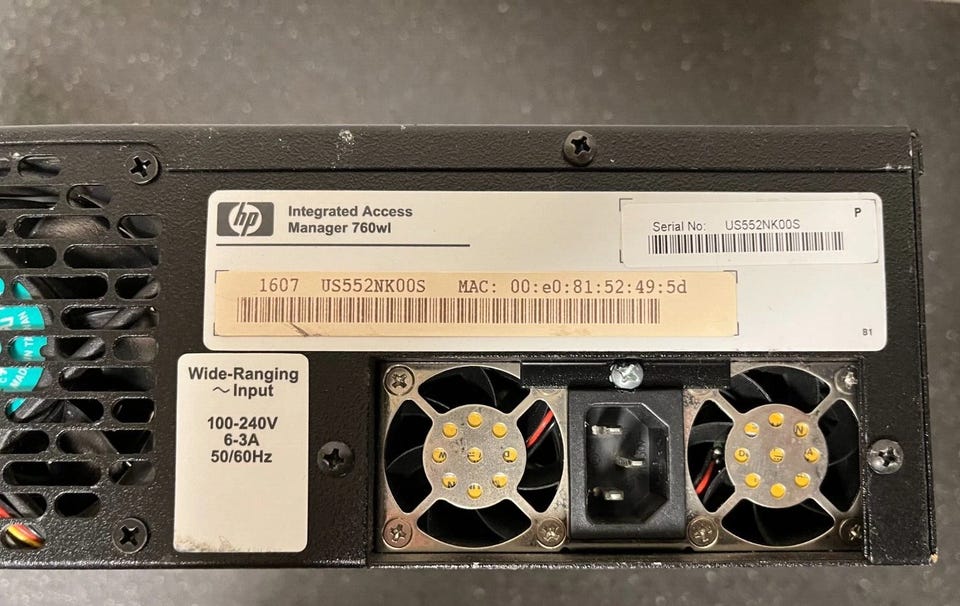 hp
Integrated Access
Manager 760wl
P
Serial No: US552NK00S
1607 US552NK00S MAC: 00:e0:81:52:49:5d
B1
Wide-Ranging
~ Input
100-240V
6-3A
50/60Hz